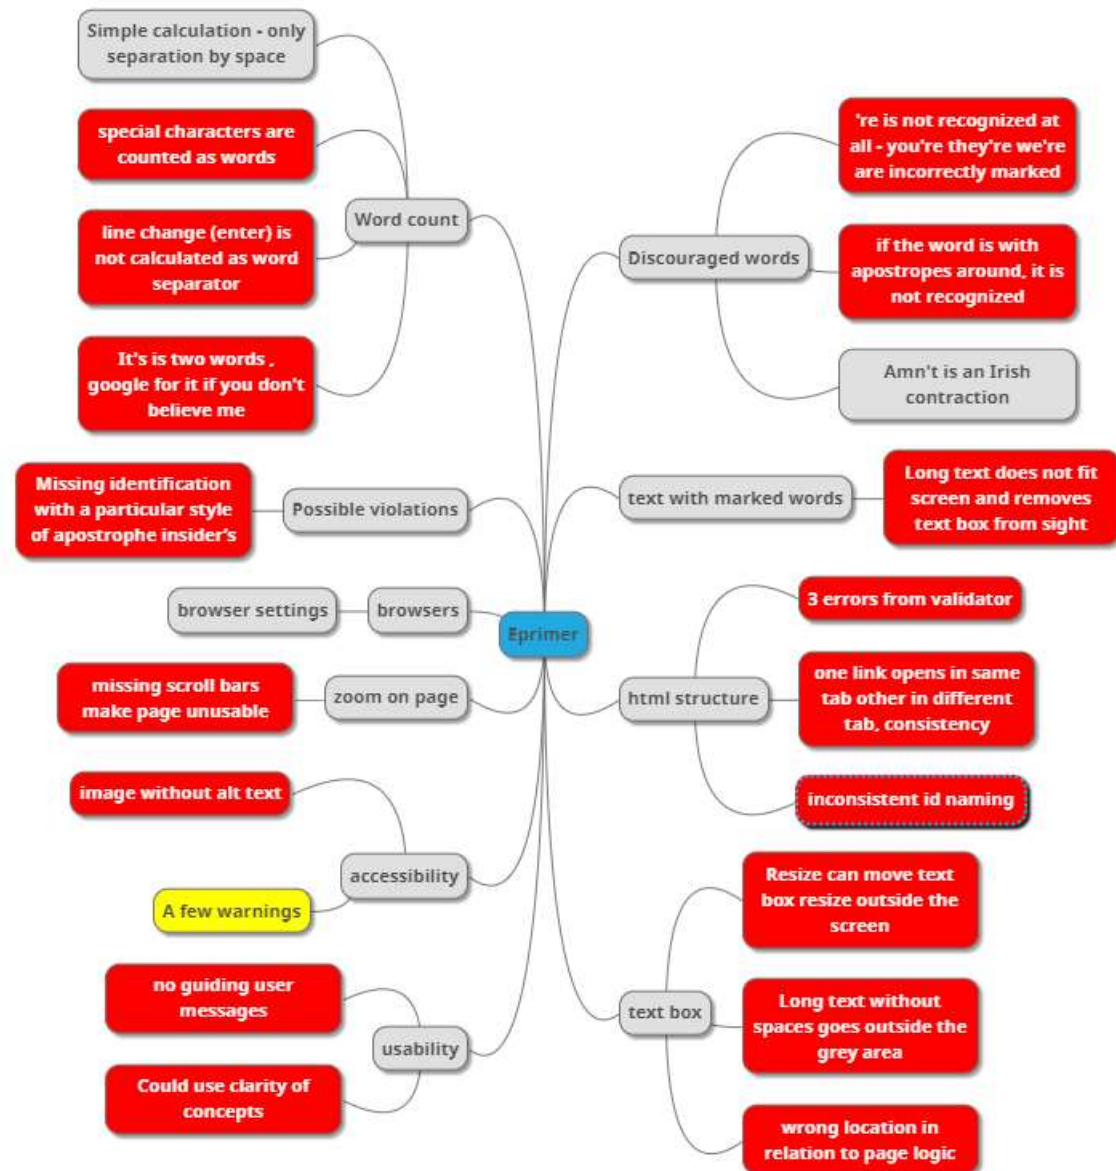 Simple calculation - only
separation by space
special characters are
counted as words
line change (enter) is
not calculated as word
separator
It's is two words ,
google for it if you don't
believe me
Word count
Missing identification
with a particular style
of apostrophe insider's
Possible violations
browser settings
browsers
missing scroll bars
make page unusable
zoom on page
image without alt text
A few warnings
accessibility
no guiding user
messages
Could use clarity of
concepts
usability
Eprimer
Discouraged words
're is not recognized at
all - you're they're we're
are incorrectly marked
if the word is with
apostropes around, it is
not recognized
Amn't is an Irish
contraction
text with marked words
Long text does not fit
screen and removes
text box from sight
html structure
3 errors from validator
one link opens in same
tab other in different
tab, consistency
inconsistent id naming
text box
Resize can move text
box resize outside the
screen
Long text without
spaces goes outside the
grey area
wrong location in
relation to page logic